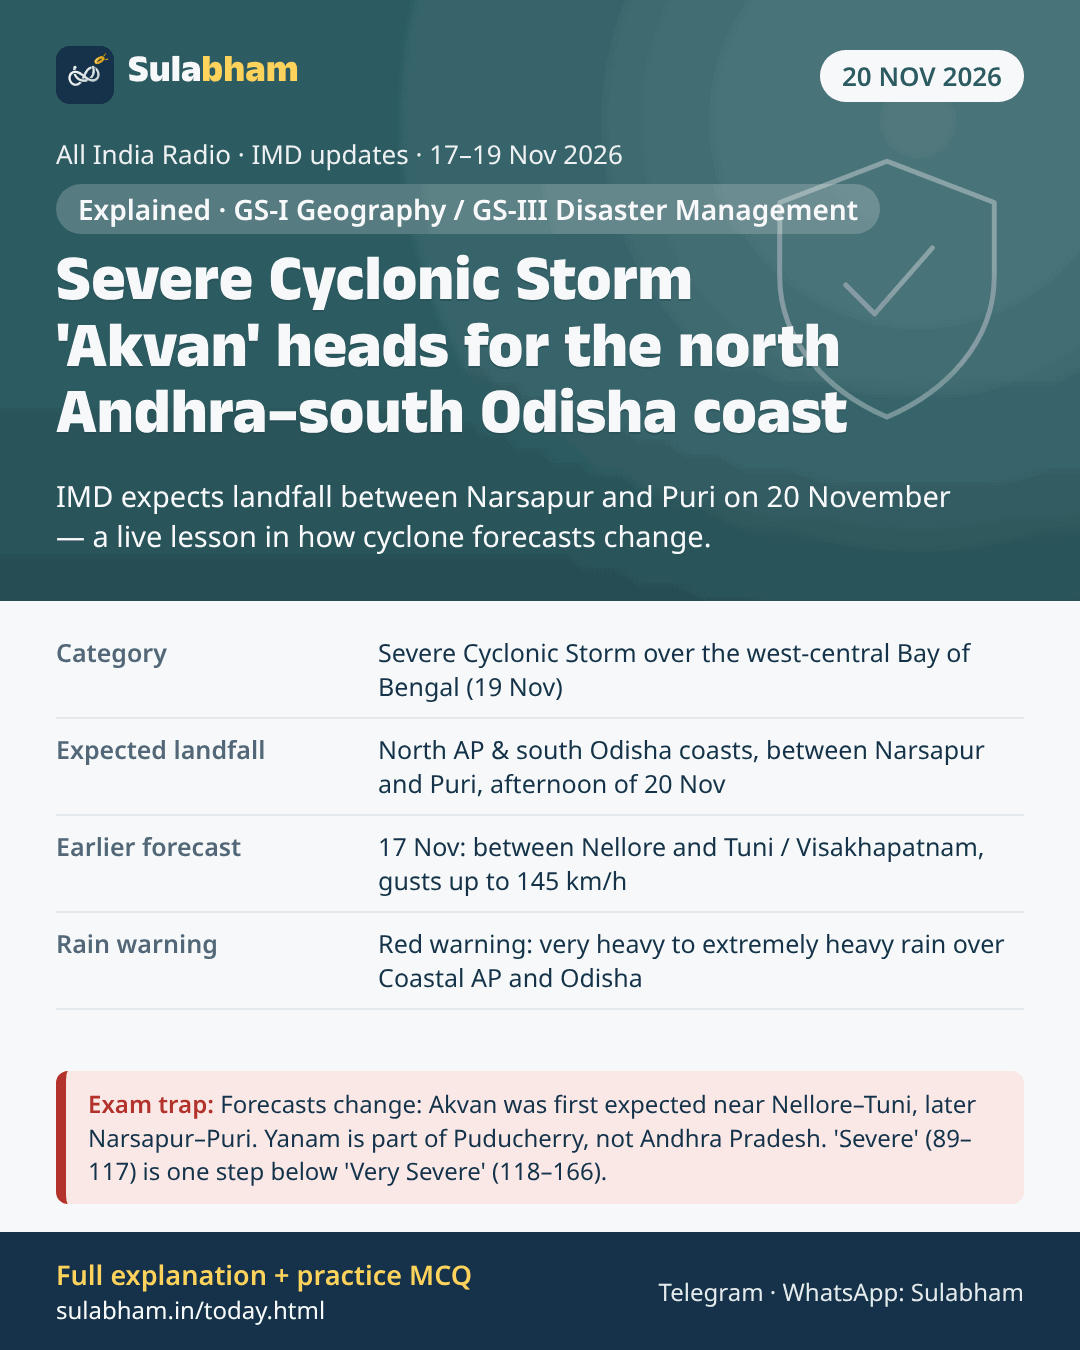 Sulabham
20 NOV 2026
All India Radio · IMD updates · 17–19 Nov 2026
Explained · GS-I Geography / GS-III Disaster Management
Severe Cyclonic Storm
'Akvan' heads for the north
Andhra–south Odisha coast
IMD expects landfall between Narsapur and Puri on 20 November
— a live lesson in how cyclone forecasts change.
Category
Severe Cyclonic Storm over the west-central Bay of
Bengal (19 Nov)
Expected landfall
North AP & south Odisha coasts, between Narsapur
and Puri, afternoon of 20 Nov
Earlier forecast
17 Nov: between Nellore and Tuni / Visakhapatnam,
gusts up to 145 km/h
Rain warning
Red warning: very heavy to extremely heavy rain over
Coastal AP and Odisha
Exam trap: Forecasts change: Akvan was first expected near Nellore–Tuni, later
Narsapur–Puri. Yanam is part of Puducherry, not Andhra Pradesh. 'Severe' (89–
117) is one step below 'Very Severe' (118–166).
Full explanation + practice MCQ
sulabham.in/today.html
Telegram · WhatsApp: Sulabham